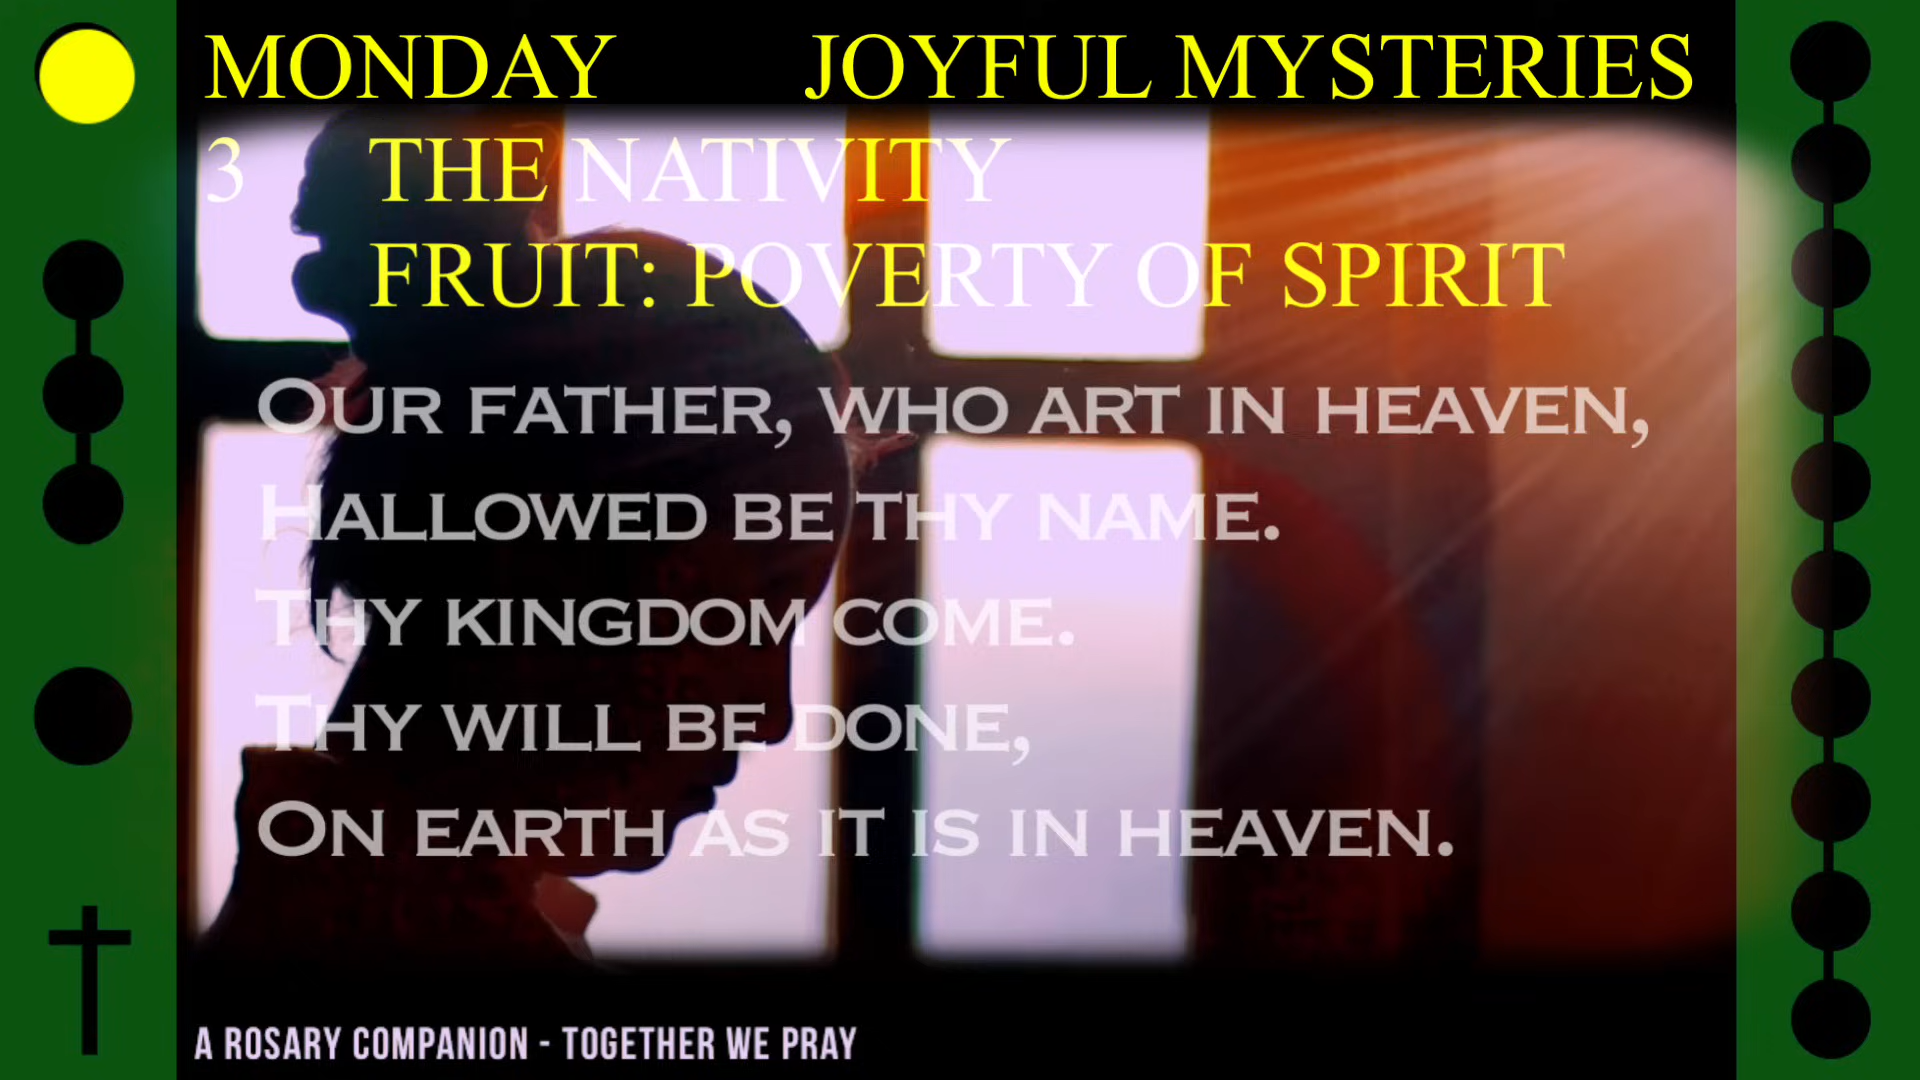 MONDAY JOYFUL MYSTERIES
3 THE NATIVITY
FRUIT: POVERTY OF SPIRIT
OUR FATHER, WHO ART IN HEAVEN,
HALLOWED BE THY NAME.
THY KINGDOM COME.
THY WILL BE DONE,
ON EARTH AS IT IS IN HEAVEN.
A ROSARY COMPANION - TOGETHER WE PRAY